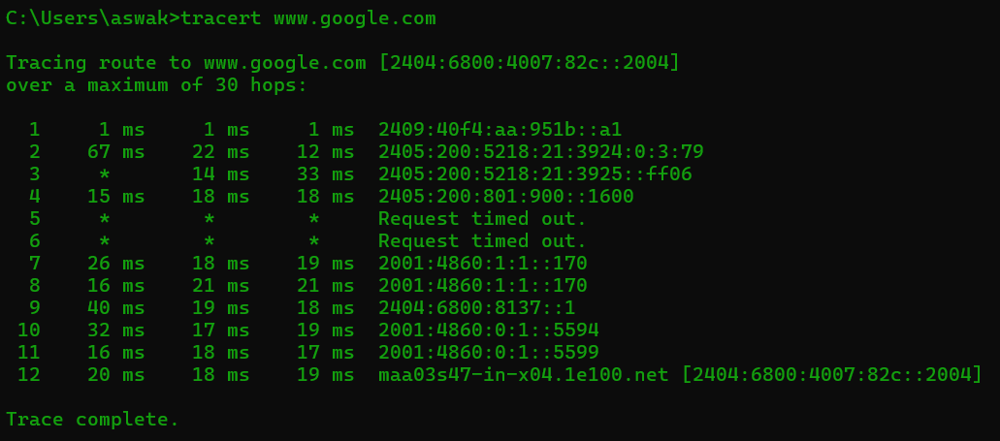 C:\Users\aswak>tracert www.google.com
Tracing route to www.google.com [2404:6800:4007:82c::2004]
over a maximum of 30 hops:
1 1 ms 1 ms 1 ms 2409:40f4:aa:951b::a1
2 67 ms 22 ms 12 ms 2405:200:5218:21:3924:0:3:79
3 * 14 ms 33 ms 2405:200:5218:21:3925::ff06
4 15 ms 18 ms 18 ms 2405:200:801:900::1600
5 * * * Request timed out.
6 * * * Request timed out.
7 26 ms 18 ms 19 ms 2001:4860:1:1::170
8 16 ms 21 ms 21 ms 2001:4860:1:1::170
9 40 ms 19 ms 18 ms 2404:6800:8137::1
10 32 ms 17 ms 19 ms 2001:4860:0:1::5594
11 16 ms 18 ms 17 ms 2001:4860:0:1::5599
12 20 ms 18 ms 19 ms maa03s47-in-x04.1e100.net [2404:6800:4007:82c::2004]
Trace complete.